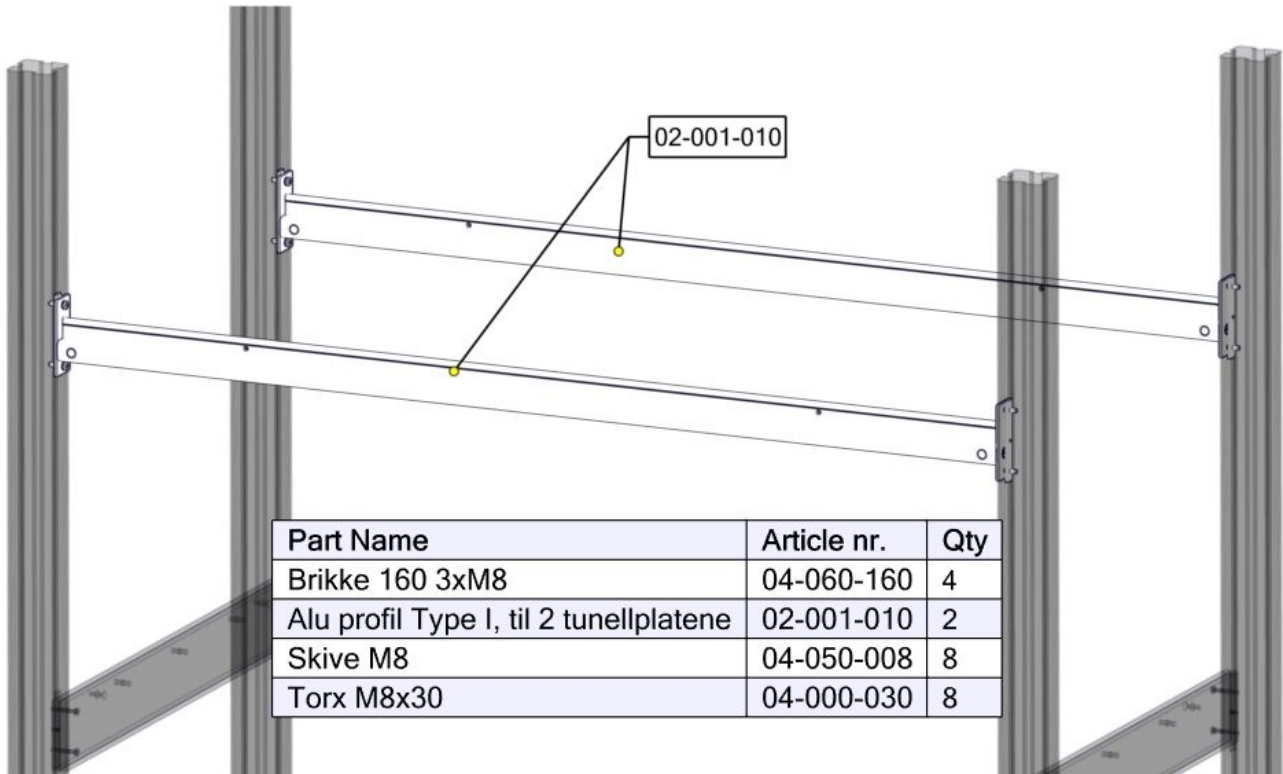 02-001-010
Part Name Article nr. Qty
Brikke 160 3xM8 04-060-160 4
Alu profil Type I, til 2 tunellplatene 02-001-010 2
Skive M8 04-050-008 8
Torx M8x30 04-000-030 8